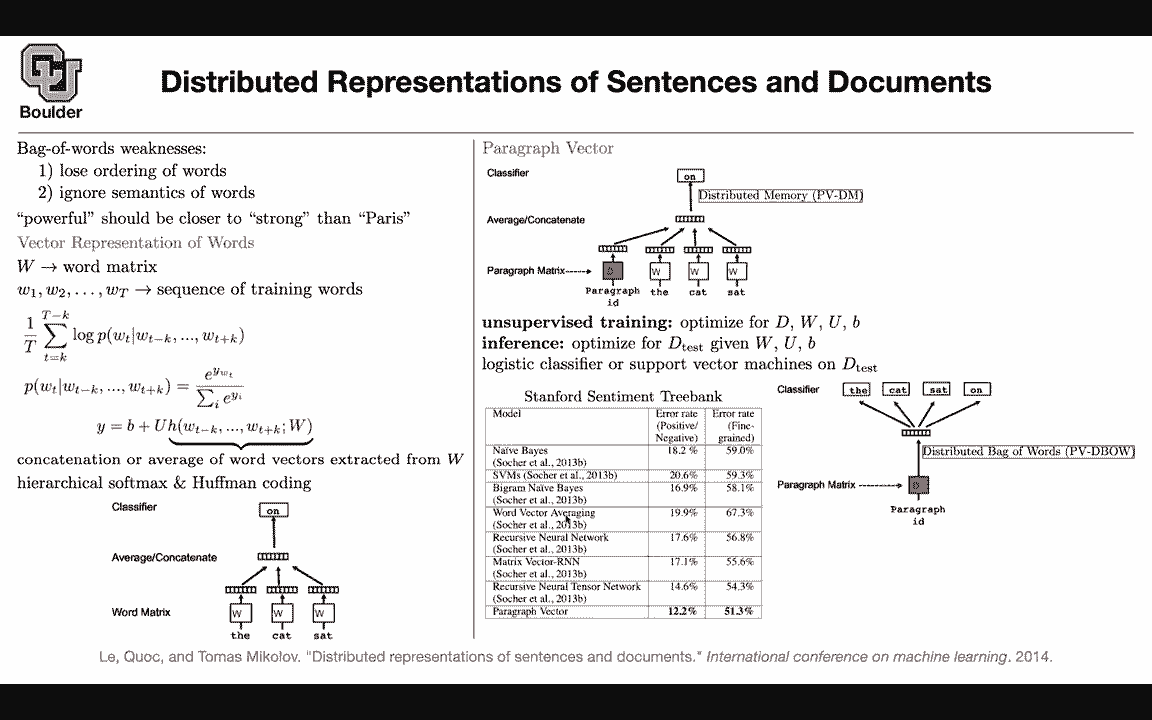 Boulder
Distributed Representations of Sentences and Documents
Bag-of-words weaknesses:
1) lose ordering of words
2) ignore semantics of words
“powerful” should be closer to “strong” than “Paris”
Vector Representation of Words
W → word matrix
w_1, w_2, . . . , w_T → sequence of training words
\frac{1}{T} \sum_{t=k}^{T-k} \log p(w_t|w_{t-k}, ..., w_{t+k})
p(w_t|w_{t-k}, ..., w_{t+k}) = \frac{e^{y_{w_t}}}{\sum_i e^{y_i}}
y = b + Uh(w_{t-k}, ..., w_{t+k}; W)
concatenation or average of word vectors extracted from W
hierarchical softmax & Huffman coding
Classifier
on
Average/Concatenate
Word Matrix
W W W
the cat sat
Paragraph Vector
Classifier
on
Distributed Memory (PV-DM)
Average/Concatenate
Paragraph Matrix
D W W W
Paragraph the cat sat
id
unsupervised training: optimize for D, W, U, b
inference: optimize for D_test given W, U, b
logistic classifier or support vector machines on D_test
Stanford Sentiment Treebank
Model Error rate Error rate
(Positive/ (Fine-
Negative) grained)
Naïve Bayes 18.2 % 59.0%
(Socher et al., 2013b)
SVMs (Socher et al., 2013b) 20.6% 59.3%
Bigram Naïve Bayes 16.9% 58.1%
(Socher et al., 2013b)
Word Vector Averaging 19.9% 67.3%
(Socher et al., 2013b)
Recursive Neural Network 17.6% 56.8%
(Socher et al., 2013b)
Matrix Vector-RNN 17.1% 55.6%
(Socher et al., 2013b)
Recursive Neural Tensor Network 14.6% 54.3%
(Socher et al., 2013b)
Paragraph Vector 12.2% 51.3%
Classifier
the cat sat on
Distributed Bag of Words (PV-DBOW)
Paragraph Matrix
D
Paragraph
id
Le, Quoc, and Tomas Mikolov. "Distributed representations of sentences and documents." International conference on machine learning. 2014.